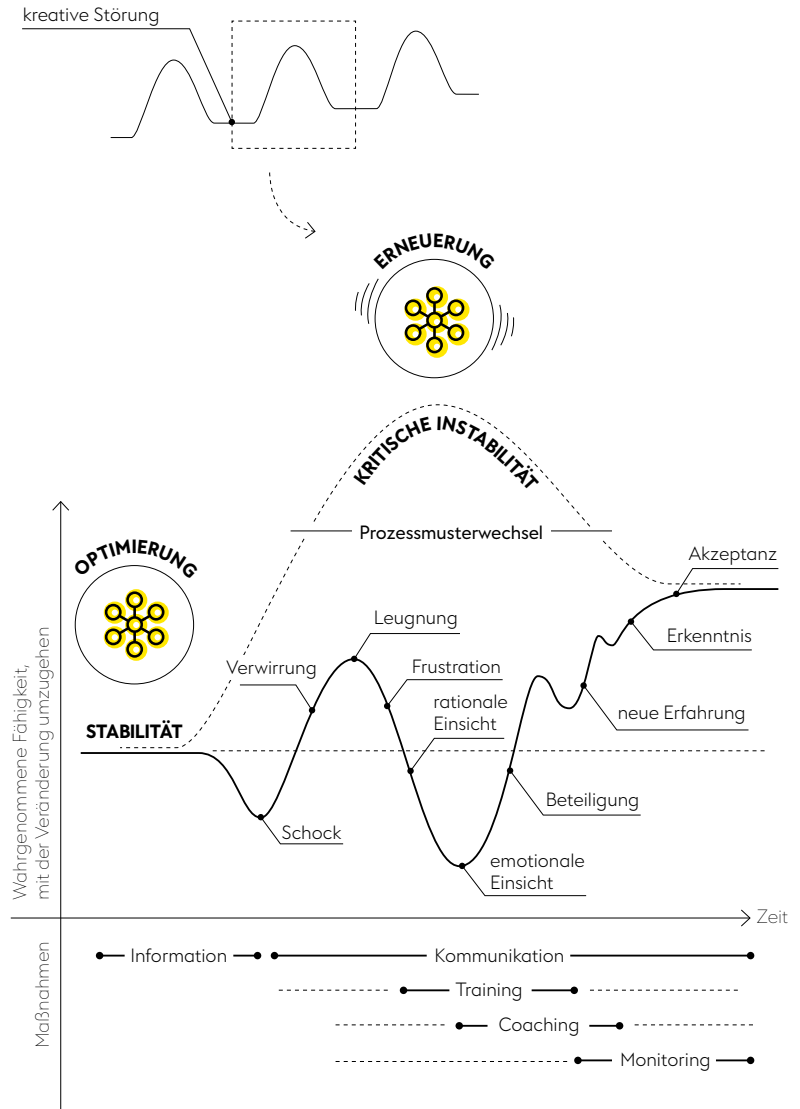 kreative Störung
ERNEUERUNG
KRITISCHE INSTABILITÄT
Prozessmusterwechsel
OPTIMIERUNG
Akzeptanz
Leugnung
Erkenntnis
Verwirrung
Frustration
rationale
Einsicht
neue Erfahrung
STABILITÄT
Wahrgenommene Fähigkeit,
mit der Veränderung umzugehen
Beteiligung
Schock
emotionale
Einsicht
Zeit
Maßnahmen
Information
Kommunikation
Training
Coaching
Monitoring